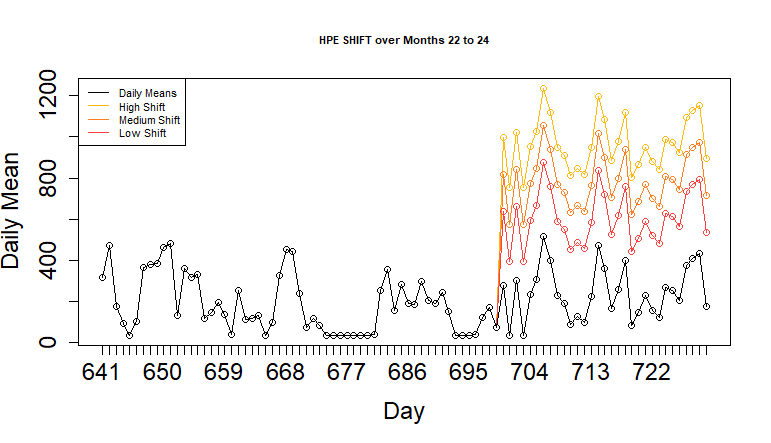 HPE SHIFT over Months 22 to 24
Daily Means
High Shift
Medium Shift
Low Shift
Daily Mean
1200
800
400
0
641 650 659 668 677 686 695 704 713 722
Day